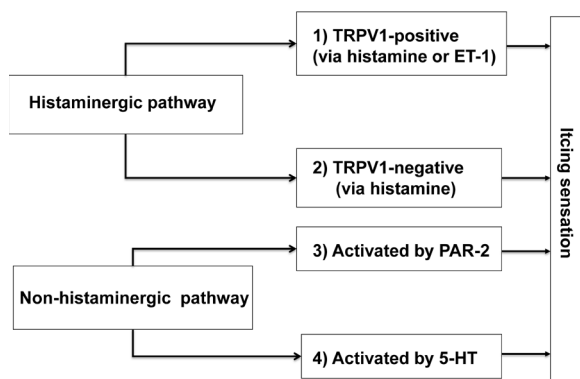 1) TRPV1-positive
(via histamine or ET-1)
Histaminergic pathway
2) TRPV1-negative
(via histamine)
3) Activated by PAR-2
Non-histaminergic pathway
4) Activated by 5-HT
Itcing sensation